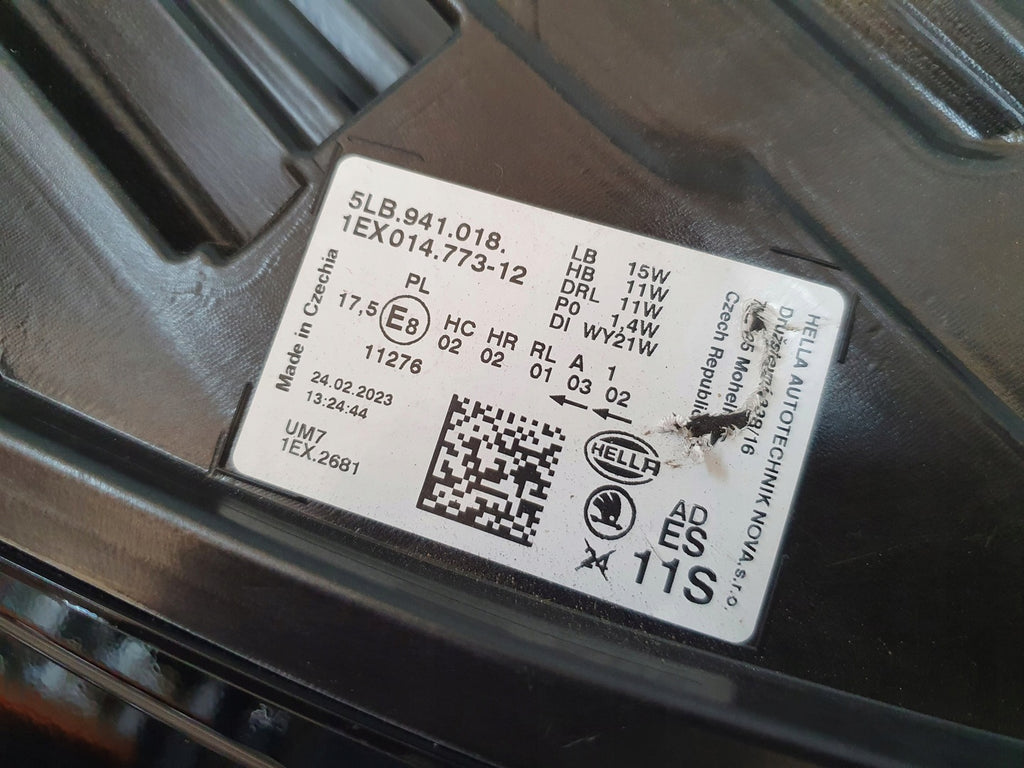 5LB.941.018.
1EX014.773-12
LB 15W
HB 11W
DRL 11W
Po 1,4W
DI WY21W
PL
17,5 E8
11276
HC HR RL A 1
02 02 01 03 02
Made in Czechia
24.02.2023
13:24:44
UM7
1EX.2681
HELLA
AD
ES
11S
HELLA AUTOTECHNIK NOVA,s.r.o.
/16
Czech Republic